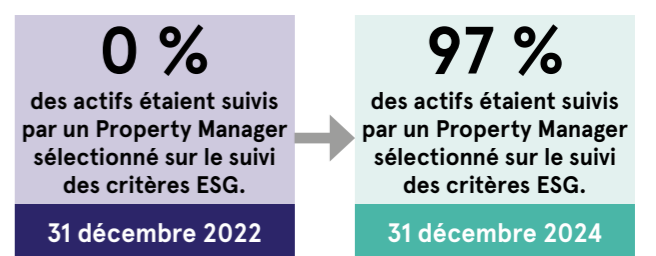 0 %
des actifs étaient suivis
par un Property Manager
sélectionné sur le suivi
des critères ESG.
31 décembre 2022
97 %
des actifs étaient suivis
par un Property Manager
sélectionné sur le suivi
des critères ESG.
31 décembre 2024